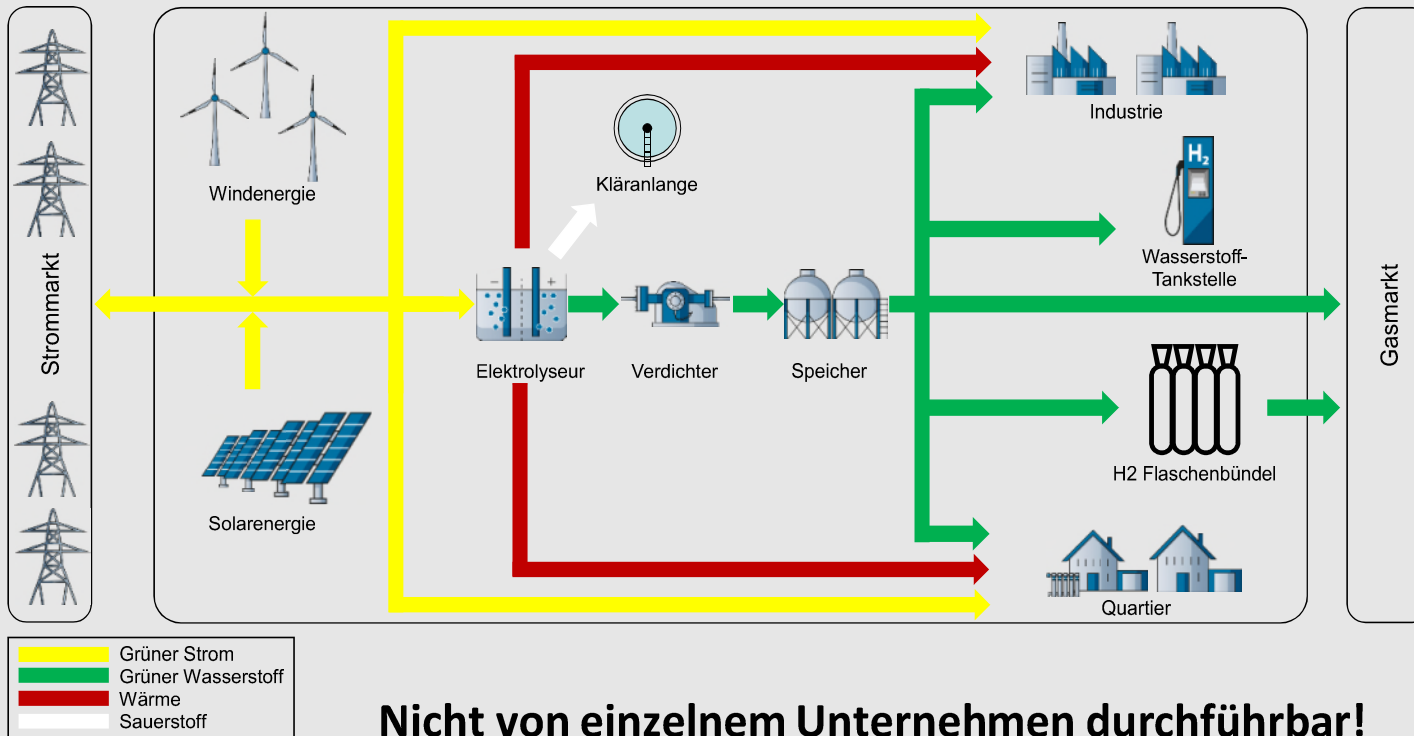 Strommarkt
Windenergie
Solarenergie
Kläranlange
−
+
Elektrolyseur
Verdichter
Speicher
Industrie
H2
Wasserstoff-
Tankstelle
H2 Flaschenbündel
Quartier
Gasmarkt
Grüner Strom
Grüner Wasserstoff
Wärme
Sauerstoff
Nicht von einzelnem Unternehmen durchführbar!